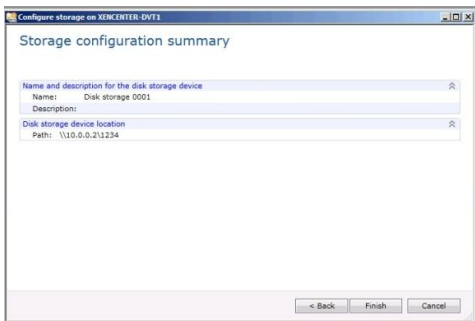 Configure storage on XENCENTER-DVT1
Storage configuration summary
Name and description for the disk storage device
Name: Disk storage 0001
Description:
Disk storage device location
Path: \\10.0.0.2\1234
< Back Finish Cancel